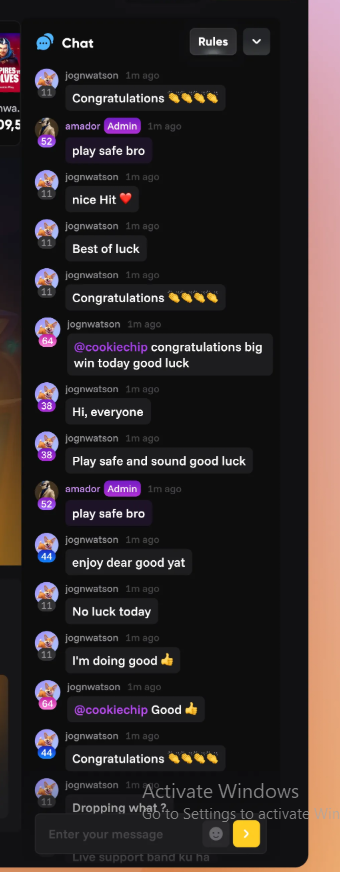 Chat
Rules
jognwatson 1m ago
11
Congratulations 👏👏👏👏
amador Admin 1m ago
52
play safe bro
jognwatson 1m ago
11
nice Hit ❤️
jognwatson 1m ago
11
Best of luck
jognwatson 1m ago
11
Congratulations 👏👏👏👏
jognwatson 1m ago
64
@cookiechip congratulations big
win today good luck
jognwatson 1m ago
38
Hi, everyone
jognwatson 1m ago
38
Play safe and sound good luck
amador Admin 1m ago
52
play safe bro
jognwatson 1m ago
44
enjoy dear good yat
jognwatson 1m ago
11
No luck today
jognwatson 1m ago
11
I'm doing good 👍
jognwatson 1m ago
64
@cookiechip Good 👍
jognwatson 1m ago
44
Congratulations 👏👏👏👏
jognwatson 1m ago
11
Dropping what ?
Enter your message
Live support band ku ha
Activate Windows
Go to Settings to activate Win
PIRES
OLVES
nwa.
09,5